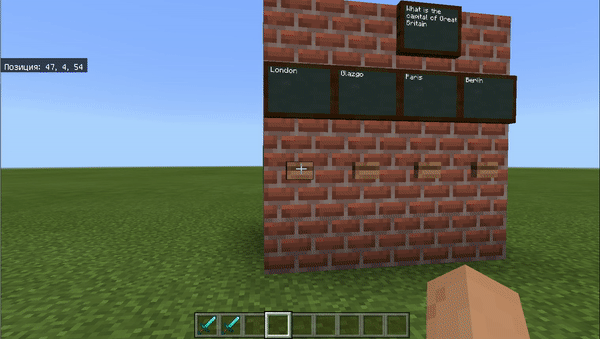 What is the
capital of Great
Britain
Позиция: 47, 4, 54
London
Glazgo
Paris
Berlin